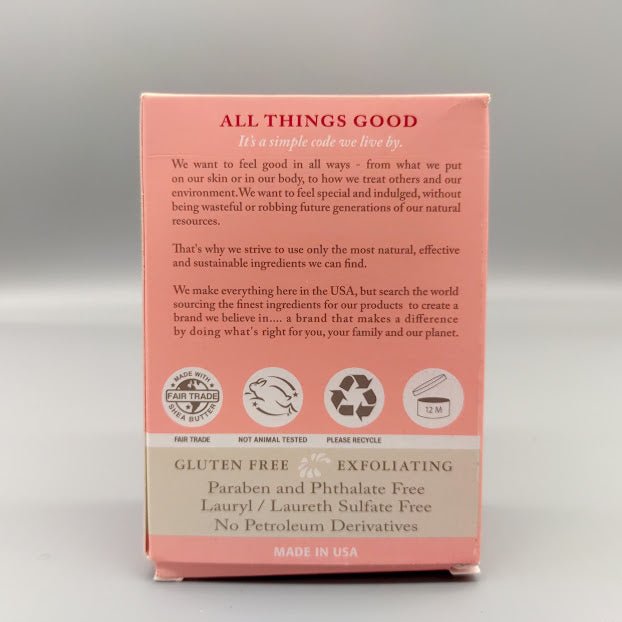 ALL THINGS GOOD
It's a simple code we live by.
We want to feel good in all ways - from what we put
on our skin or in our body, to how we treat others and our
environment.We want to feel special and indulged, without
being wasteful or robbing future generations of our natural
resources.
That's why we strive to use only the most natural, effective
and sustainable ingredients we can find.
We make everything here in the USA, but search the world
sourcing the finest ingredients for our products to create a
brand we believe in.... a brand that makes a difference
by doing what's right for you, your family and our planet.
MADE WITH
FAIR TRADE
SHEA BUTTER
12 M
FAIR TRADE
NOT ANIMAL TESTED
PLEASE RECYCLE
GLUTEN FREE EXFOLIATING
Paraben and Phthalate Free
Lauryl / Laureth Sulfate Free
No Petroleum Derivatives
MADE IN USA